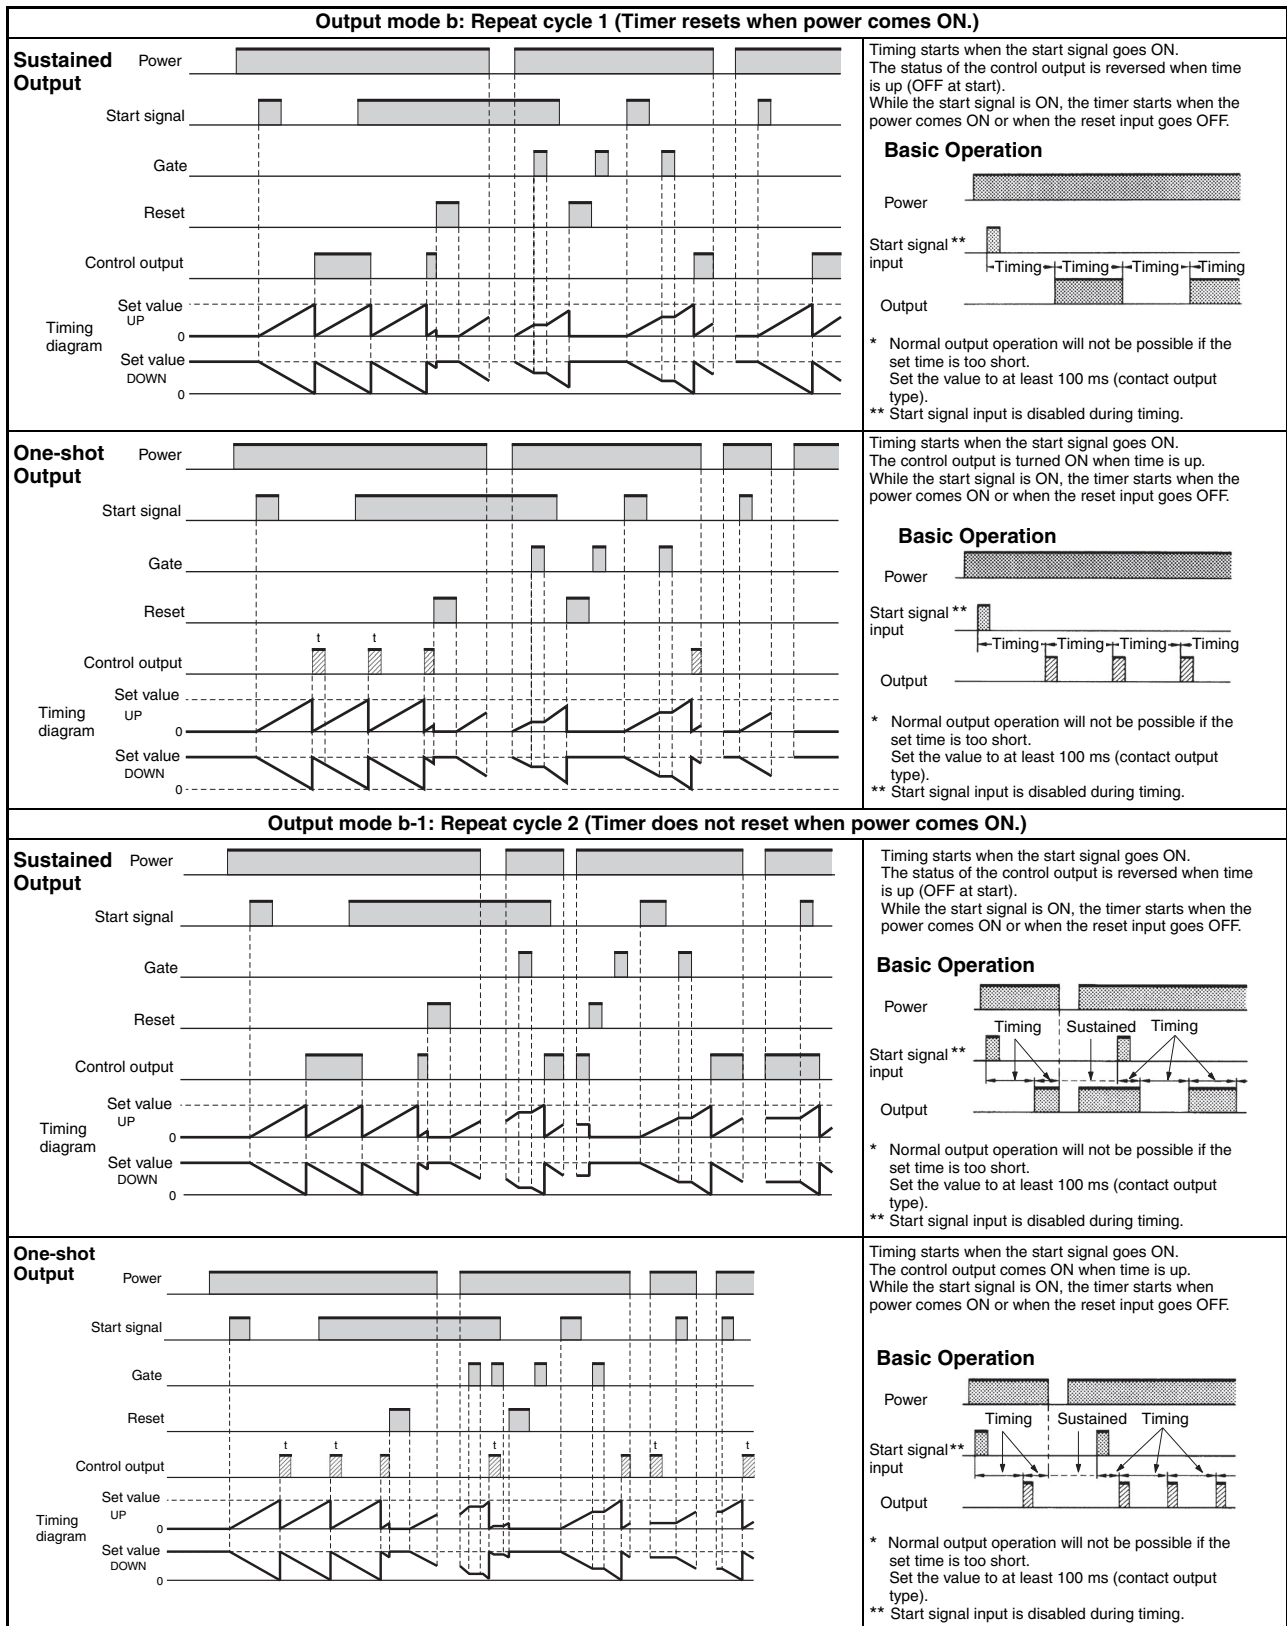 Output mode b: Repeat cycle 1 (Timer resets when power comes ON.)
Sustained
Output
Power
Start signal
Gate
Reset
Control output
Set value
UP
Timing
diagram
0
Set value
DOWN
0
Timing starts when the start signal goes ON.
The status of the control output is reversed when time
is up (OFF at start).
While the start signal is ON, the timer starts when the
power comes ON or when the reset input goes OFF.
Basic Operation
Power
Start signal **
input
Timing Timing Timing Timing
Output
* Normal output operation will not be possible if the
set time is too short.
Set the value to at least 100 ms (contact output
type).
** Start signal input is disabled during timing.
One-shot
Output
Power
Start signal
Gate
Reset
t t
Control output
Set value
UP
Timing
diagram
0
Set value
DOWN
0
Timing starts when the start signal goes ON.
The control output is turned ON when time is up.
While the start signal is ON, the timer starts when the
power comes ON or when the reset input goes OFF.
Basic Operation
Power
Start signal **
input
Timing Timing Timing Timing
Output
* Normal output operation will not be possible if the
set time is too short.
Set the value to at least 100 ms (contact output
type).
** Start signal input is disabled during timing.
Output mode b-1: Repeat cycle 2 (Timer does not reset when power comes ON.)
Sustained
Output
Power
Start signal
Gate
Reset
Control output
Set value
UP
Timing
diagram
0
Set value
DOWN
0
Timing starts when the start signal goes ON.
The status of the control output is reversed when time
is up (OFF at start).
While the start signal is ON, the timer starts when the
power comes ON or when the reset input goes OFF.
Basic Operation
Power
Timing Sustained Timing
Start signal **
input
Output
* Normal output operation will not be possible if the
set time is too short.
Set the value to at least 100 ms (contact output
type).
** Start signal input is disabled during timing.
One-shot
Output
Power
Start signal
Gate
Reset
t t t t t
Control output
Set value
UP
Timing
diagram
0
Set value
DOWN
0
Timing starts when the start signal goes ON.
The control output comes ON when time is up.
While the start signal is ON, the timer starts when
power comes ON or when the reset input goes OFF.
Basic Operation
Power
Timing Sustained Timing
Start signal **
input
Output
* Normal output operation will not be possible if the
set time is too short.
Set the value to at least 100 ms (contact output
type).
** Start signal input is disabled during timing.